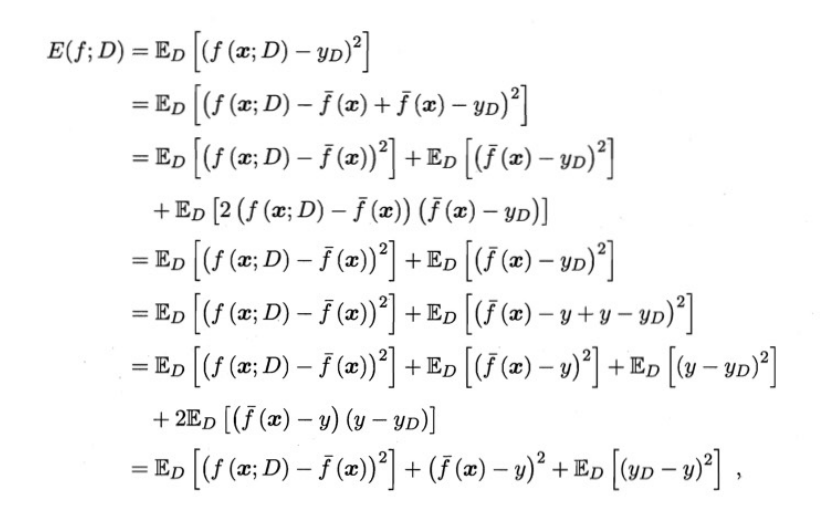 E(f; D) = 𝔼_D [(f(𝒙; D) − y_D)²]
= 𝔼_D [(f(𝒙; D) − f̄(𝒙) + f̄(𝒙) − y_D)²]
= 𝔼_D [(f(𝒙; D) − f̄(𝒙))²] + 𝔼_D [(f̄(𝒙) − y_D)²]
+ 𝔼_D [2 (f(𝒙; D) − f̄(𝒙)) (f̄(𝒙) − y_D)]
= 𝔼_D [(f(𝒙; D) − f̄(𝒙))²] + 𝔼_D [(f̄(𝒙) − y_D)²]
= 𝔼_D [(f(𝒙; D) − f̄(𝒙))²] + 𝔼_D [(f̄(𝒙) − y + y − y_D)²]
= 𝔼_D [(f(𝒙; D) − f̄(𝒙))²] + 𝔼_D [(f̄(𝒙) − y)²] + 𝔼_D [(y − y_D)²]
+ 2𝔼_D [(f̄(𝒙) − y) (y − y_D)]
= 𝔼_D [(f(𝒙; D) − f̄(𝒙))²] + (f̄(𝒙) − y)² + 𝔼_D [(y_D − y)²] ,